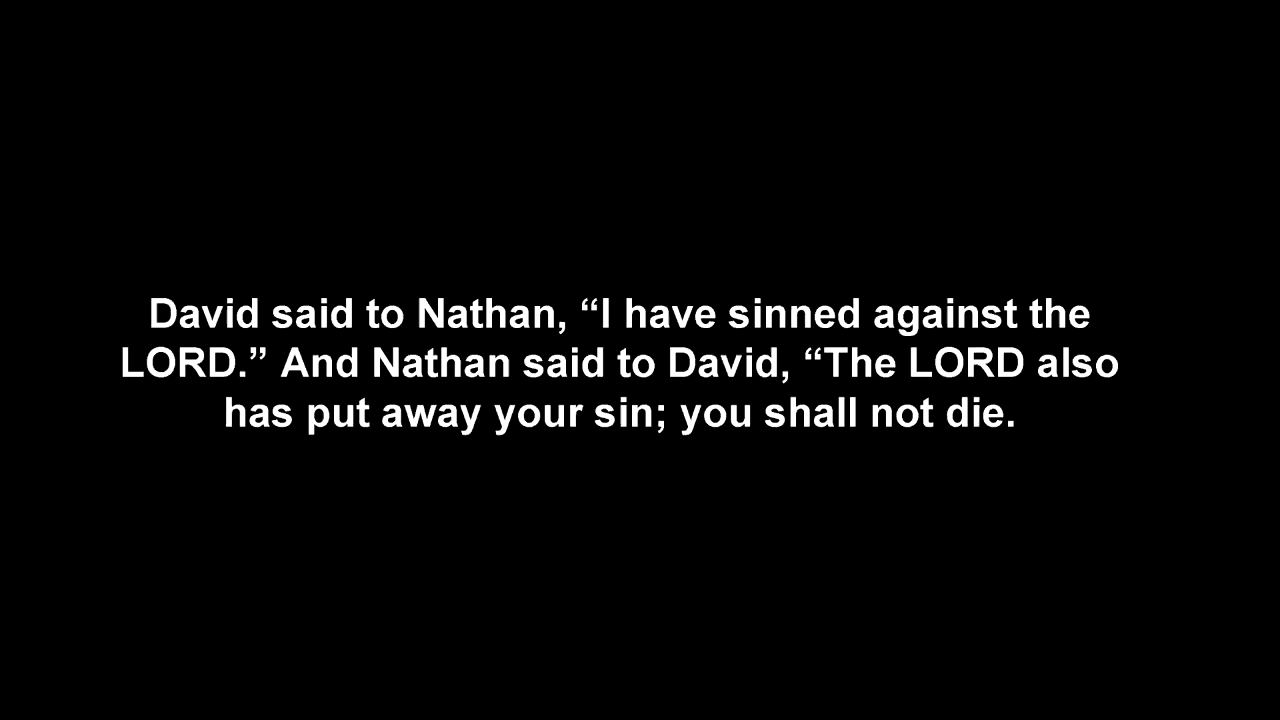 David said to Nathan, “I have sinned against the
LORD.” And Nathan said to David, “The LORD also
has put away your sin; you shall not die.